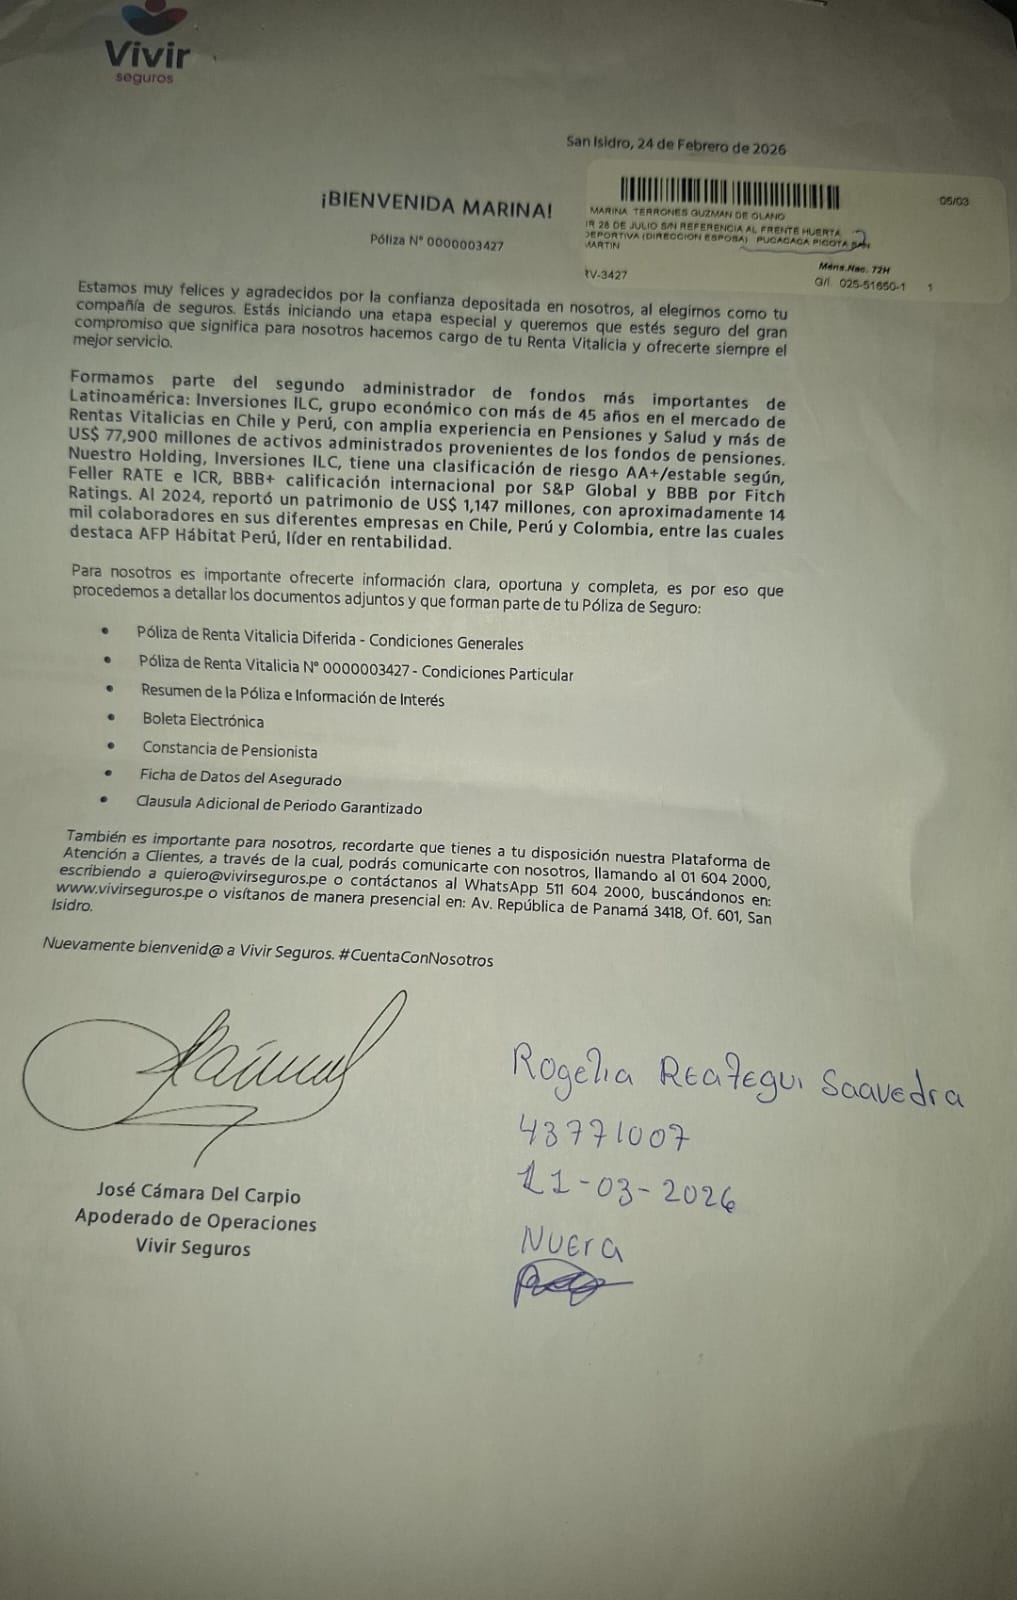 Vivir
seguros
San Isidro, 24 de Febrero de 2026
05/03
MARINA TERRONES GUZMAN DE OLANO
JR 28 DE JULIO S/N REFERENCIA AL FRENTE HUERTA
DEPORTIVA (DIRECCION ESPOSA) PUCACACA PICOTA SAN
MARTIN
Mens.Nac. 72H
RV-3427
G/I. 025-51650-1 1
¡BIENVENIDA MARINA!
Póliza N° 0000003427
Estamos muy felices y agradecidos por la confianza depositada en nosotros, al elegirnos como tu
compañía de seguros. Estás iniciando una etapa especial y queremos que estés seguro del gran
compromiso que significa para nosotros hacernos cargo de tu Renta Vitalicia y ofrecerte siempre el
mejor servicio.
Formamos parte del segundo administrador de fondos más importantes de
Latinoamérica: Inversiones ILC, grupo económico con más de 45 años en el mercado de
Rentas Vitalicias en Chile y Perú, con amplia experiencia en Pensiones y Salud y más de
US$ 77,900 millones de activos administrados provenientes de los fondos de pensiones.
Nuestro Holding, Inversiones ILC, tiene una clasificación de riesgo AA+/estable según,
Feller RATE e ICR, BBB+ calificación internacional por S&P Global y BBB por Fitch
Ratings. Al 2024, reportó un patrimonio de US$ 1,147 millones, con aproximadamente 14
mil colaboradores en sus diferentes empresas en Chile, Perú y Colombia, entre las cuales
destaca AFP Hábitat Perú, líder en rentabilidad.
Para nosotros es importante ofrecerte información clara, oportuna y completa, es por eso que
procedemos a detallar los documentos adjuntos y que forman parte de tu Póliza de Seguro:
• Póliza de Renta Vitalicia Diferida - Condiciones Generales
• Póliza de Renta Vitalicia N° 0000003427 - Condiciones Particular
• Resumen de la Póliza e Información de Interés
• Boleta Electrónica
• Constancia de Pensionista
• Ficha de Datos del Asegurado
• Clausula Adicional de Periodo Garantizado
También es importante para nosotros, recordarte que tienes a tu disposición nuestra Plataforma de
Atención a Clientes, a través de la cual, podrás comunicarte con nosotros, llamando al 01 604 2000,
escribiendo a quiero@vivirseguros.pe o contáctanos al WhatsApp 511 604 2000, buscándonos en:
www.vivirseguros.pe o visítanos de manera presencial en: Av. República de Panamá 3418, Of. 601, San
Isidro.
Nuevamente bienvenid@ a Vivir Seguros. #CuentaConNosotros
José Cámara Del Carpio
Apoderado de Operaciones
Vivir Seguros
Rogelia Reategui Saavedra
43771007
11-03-2026
Nuera